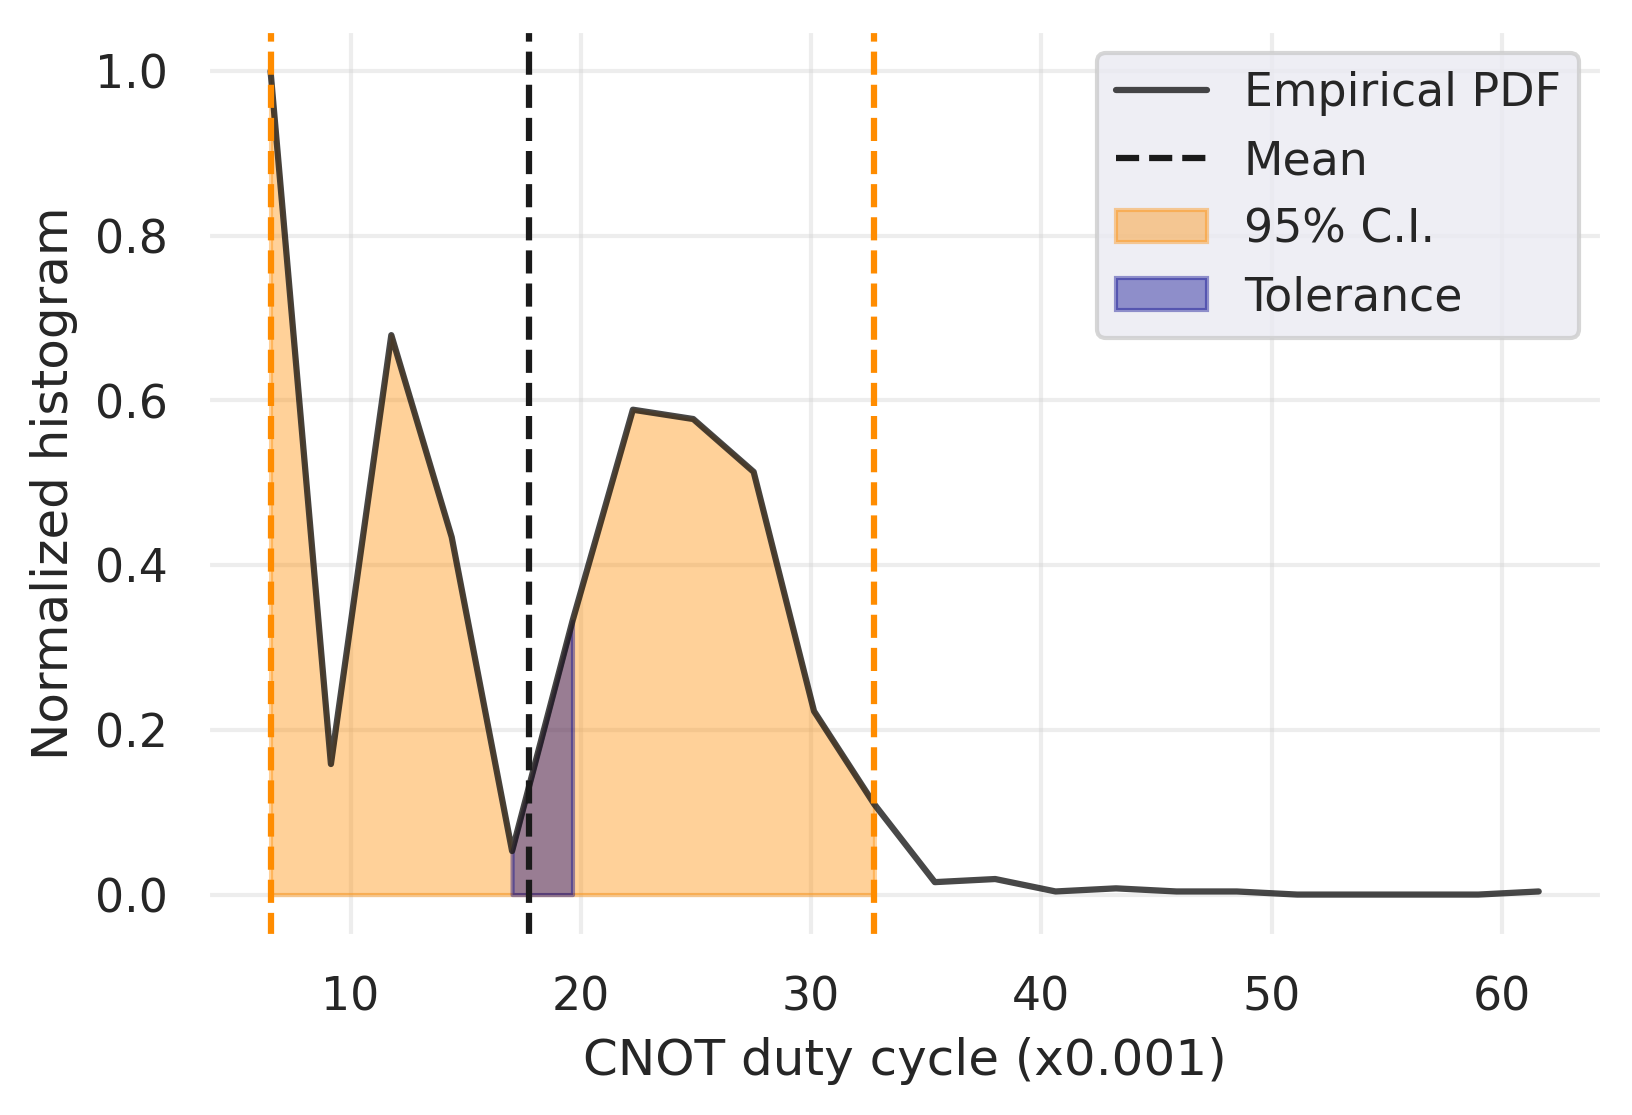 Normalized histogram
1.0
0.8
0.6
0.4
0.2
0.0
Empirical PDF
Mean
95% C.I.
Tolerance
10 20 30 40 50 60
CNOT duty cycle (x0.001)